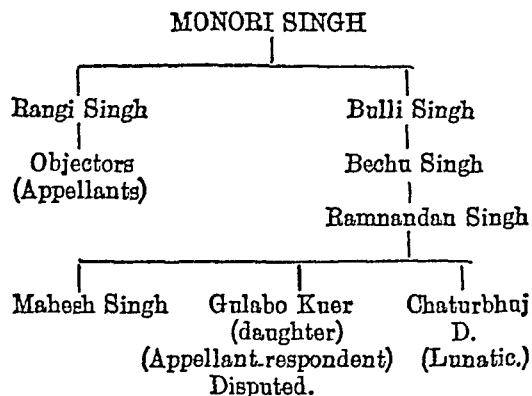 MONORI SINGH
Rangi Singh Bulli Singh
Objectors Bechu Singh
(Appellants)
Ramnandan Singh
Mahesh Singh Gulabo Kuer Chaturbhuj
(daughter) D.
(Appellant-respondent) (Lunatic.)
Disputed.